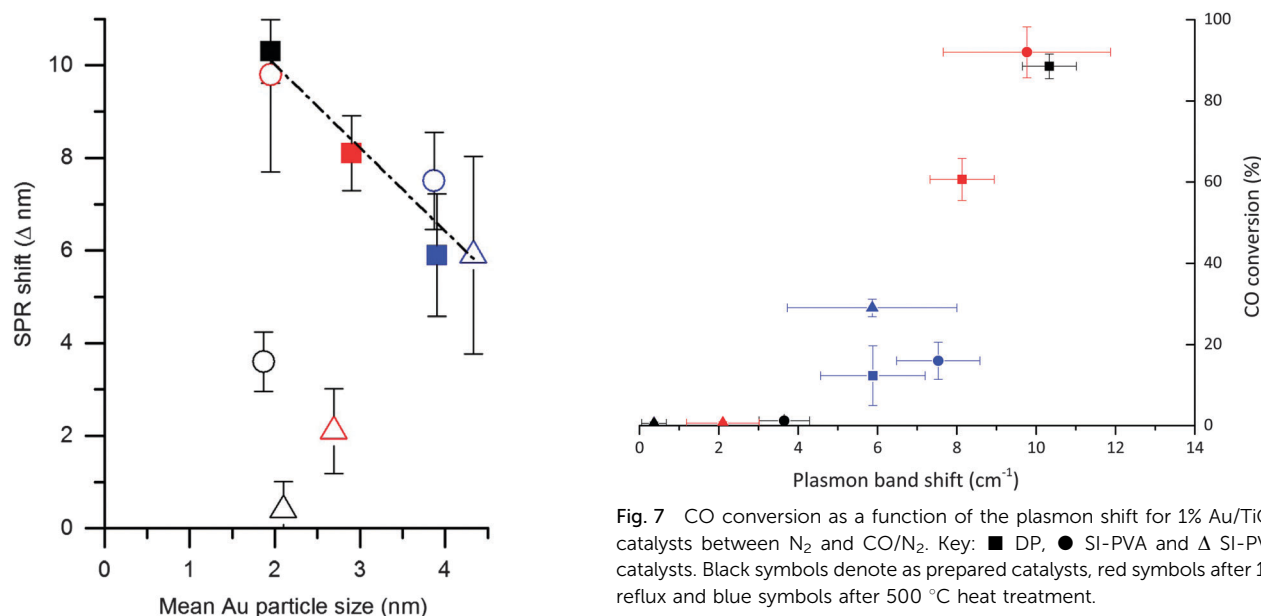 10
8
6
4
2
0
SPR shift (Δ nm)
0 1 2 3 4
Mean Au particle size (nm)
100
80
60
40
20
0
CO conversion (%)
0 2 4 6 8 10 12 14
Plasmon band shift (cm⁻¹)
Fig. 7 CO conversion as a function of the plasmon shift for 1% Au/TiO
catalysts between N₂ and CO/N₂. Key: ■ DP, ● SI-PVA and Δ SI-PV
catalysts. Black symbols denote as prepared catalysts, red symbols after 1
reflux and blue symbols after 500 °C heat treatment.